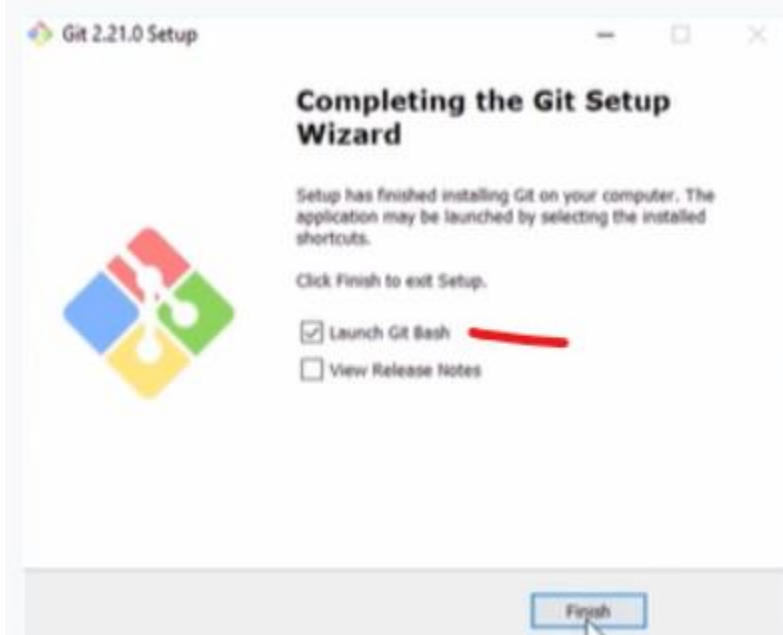 Git 2.21.0 Setup
Completing the Git Setup
Wizard
Setup has finished installing Git on your computer. The
application may be launched by selecting the installed
shortcuts.
Click Finish to exit Setup.
Launch Git Bash
View Release Notes
Finish